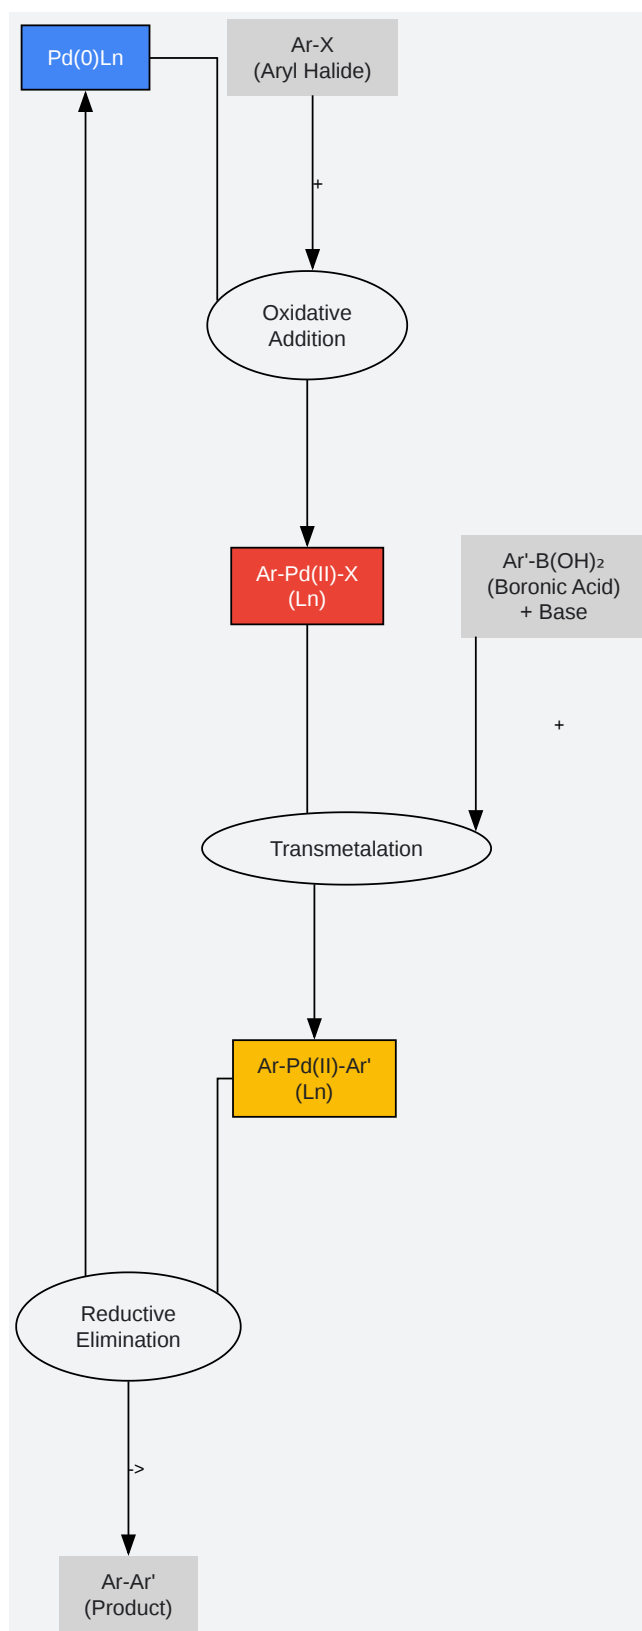 Pd(0)Ln
Ar-X
(Aryl Halide)
+
Oxidative
Addition
Ar-Pd(II)-X
(Ln)
Ar'-B(OH)₂
(Boronic Acid)
+ Base
+
Transmetalation
Ar-Pd(II)-Ar'
(Ln)
Reductive
Elimination
->
Ar-Ar'
(Product)